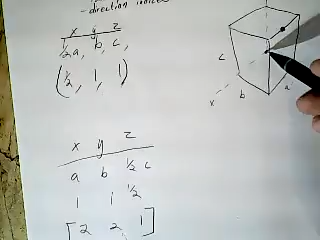 - direction indices
x y z
1/2a, b, c,
(1/2, 1, 1)
c
b
a
x
x y z
a b 1/2 c
1 1 1/2
[2 2, 1]